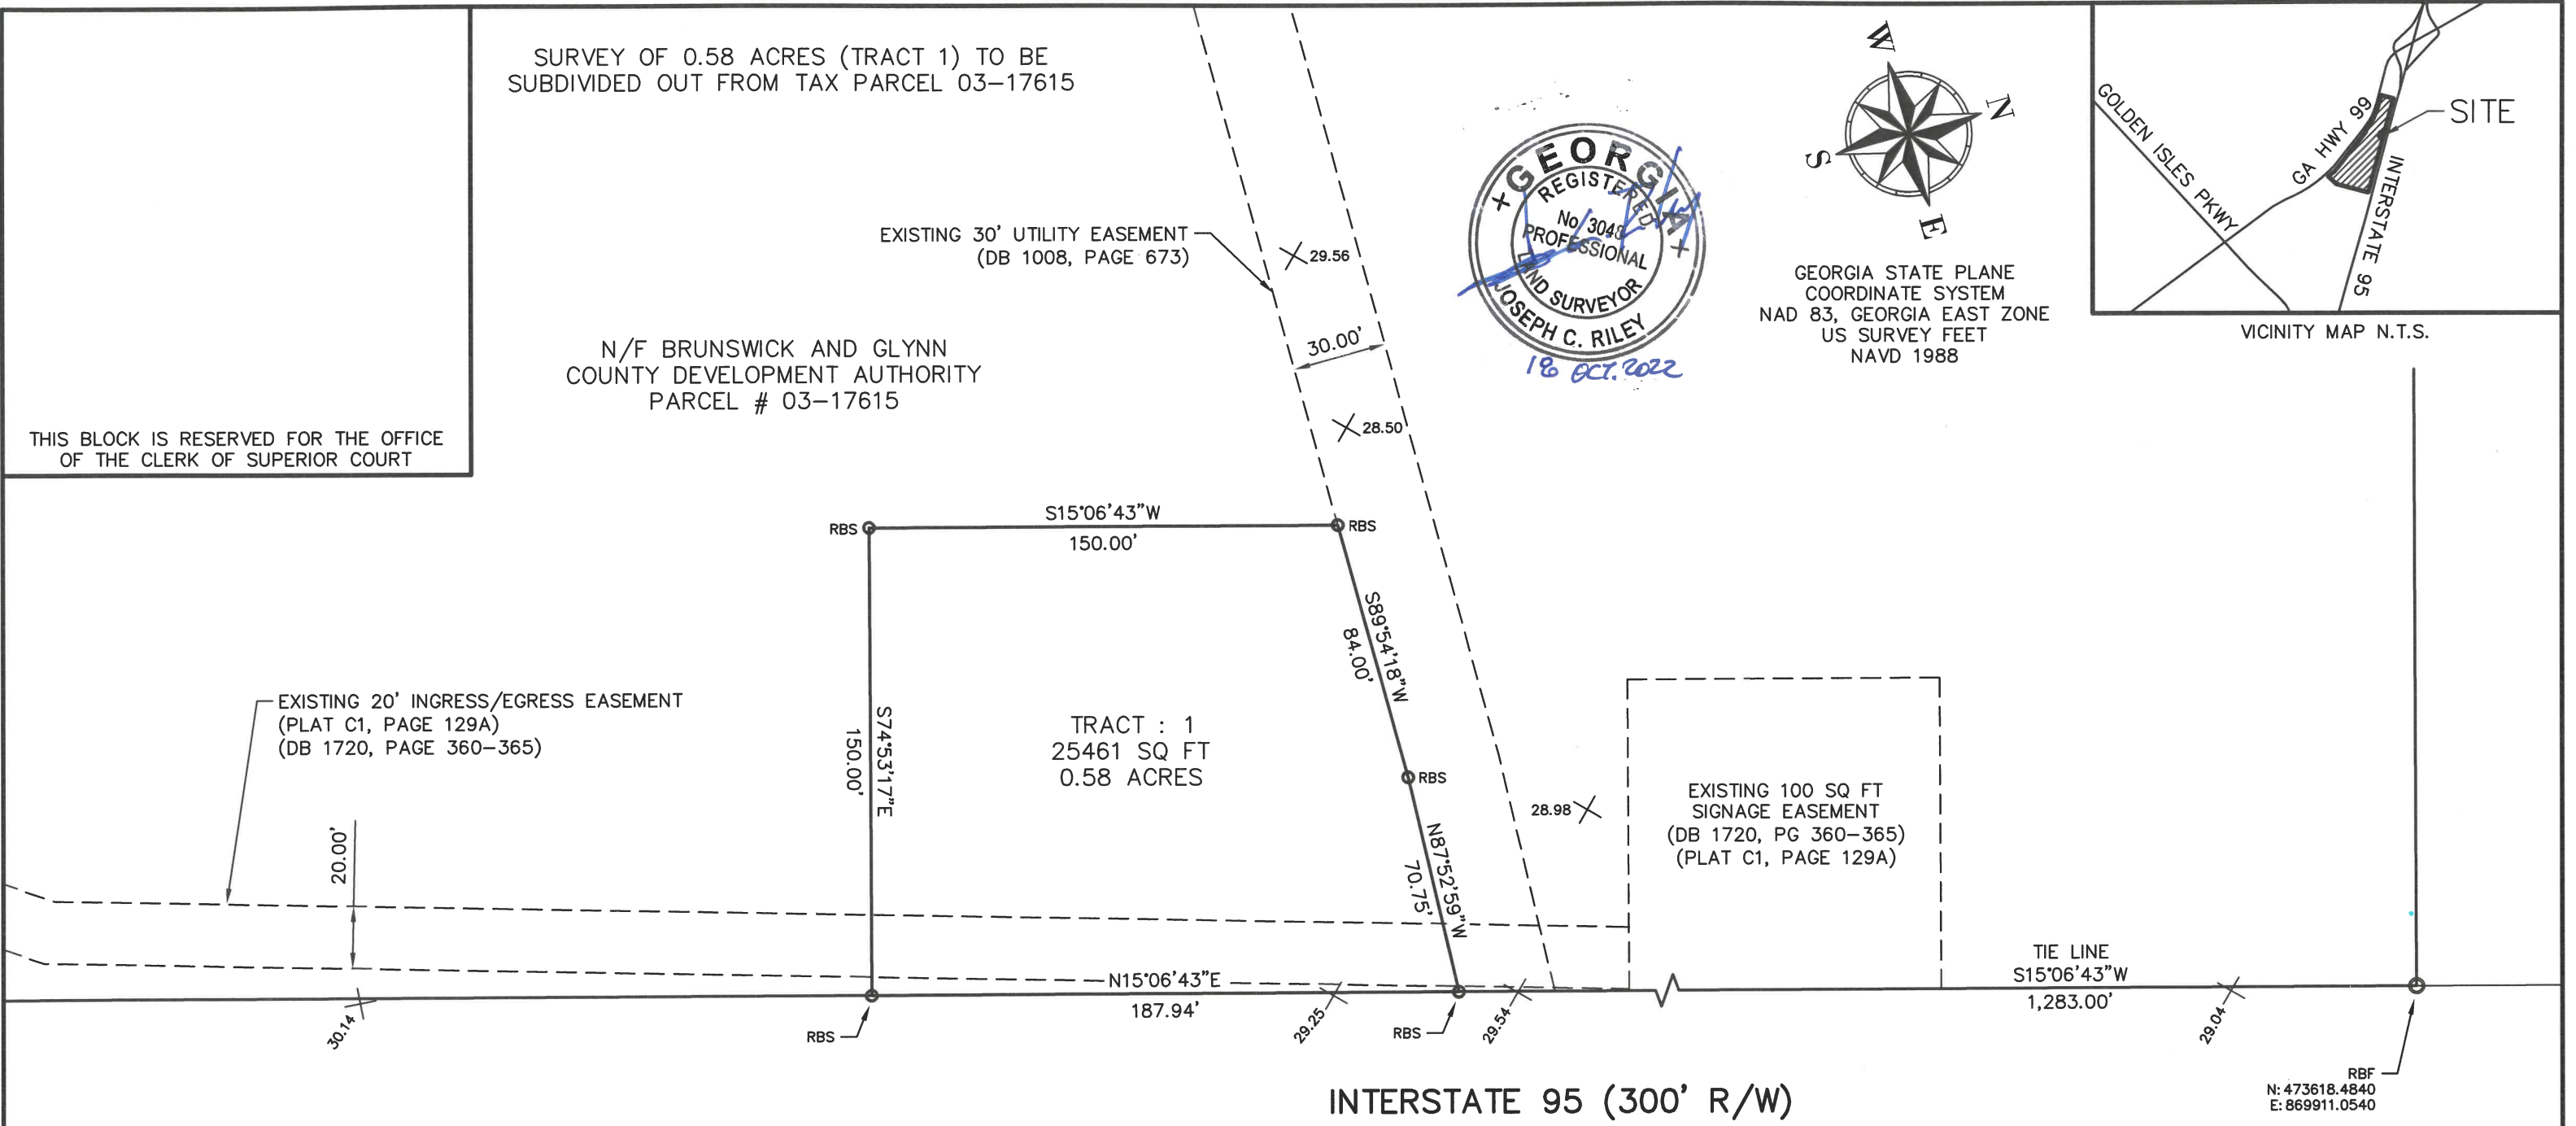 SURVEY OF 0.58 ACRES (TRACT 1) TO BE
SUBDIVIDED OUT FROM TAX PARCEL 03-17615
THIS BLOCK IS RESERVED FOR THE OFFICE
OF THE CLERK OF SUPERIOR COURT
EXISTING 30' UTILITY EASEMENT
(DB 1008, PAGE 673)
29.56
30.00'
28.50
N/F BRUNSWICK AND GLYNN
COUNTY DEVELOPMENT AUTHORITY
PARCEL # 03-17615
+ GEORGIA +
REGISTERED
No. 3048
PROFESSIONAL
LAND SURVEYOR
JOSEPH C. RILEY
18 OCT. 2022
W
N
S
E
GEORGIA STATE PLANE
COORDINATE SYSTEM
NAD 83, GEORGIA EAST ZONE
US SURVEY FEET
NAVD 1988
GOLDEN ISLES PKWY
GA HWY 99
SITE
INTERSTATE 95
VICINITY MAP N.T.S.
RBS
S15°06'43"W
150.00'
RBS
S89°54'18"W
84.00'
S74°53'17"E
150.00'
TRACT : 1
25461 SQ FT
0.58 ACRES
RBS
N87°52'59"W
70.75'
28.98
EXISTING 20' INGRESS/EGRESS EASEMENT
(PLAT C1, PAGE 129A)
(DB 1720, PAGE 360-365)
20.00'
EXISTING 100 SQ FT
SIGNAGE EASEMENT
(DB 1720, PG 360-365)
(PLAT C1, PAGE 129A)
N15°06'43"E
187.94'
TIE LINE
S15°06'43"W
1,283.00'
30.14
RBS
29.25
RBS
29.54
29.04
RBF
N: 473618.4840
E: 869911.0540
INTERSTATE 95 (300' R/W)